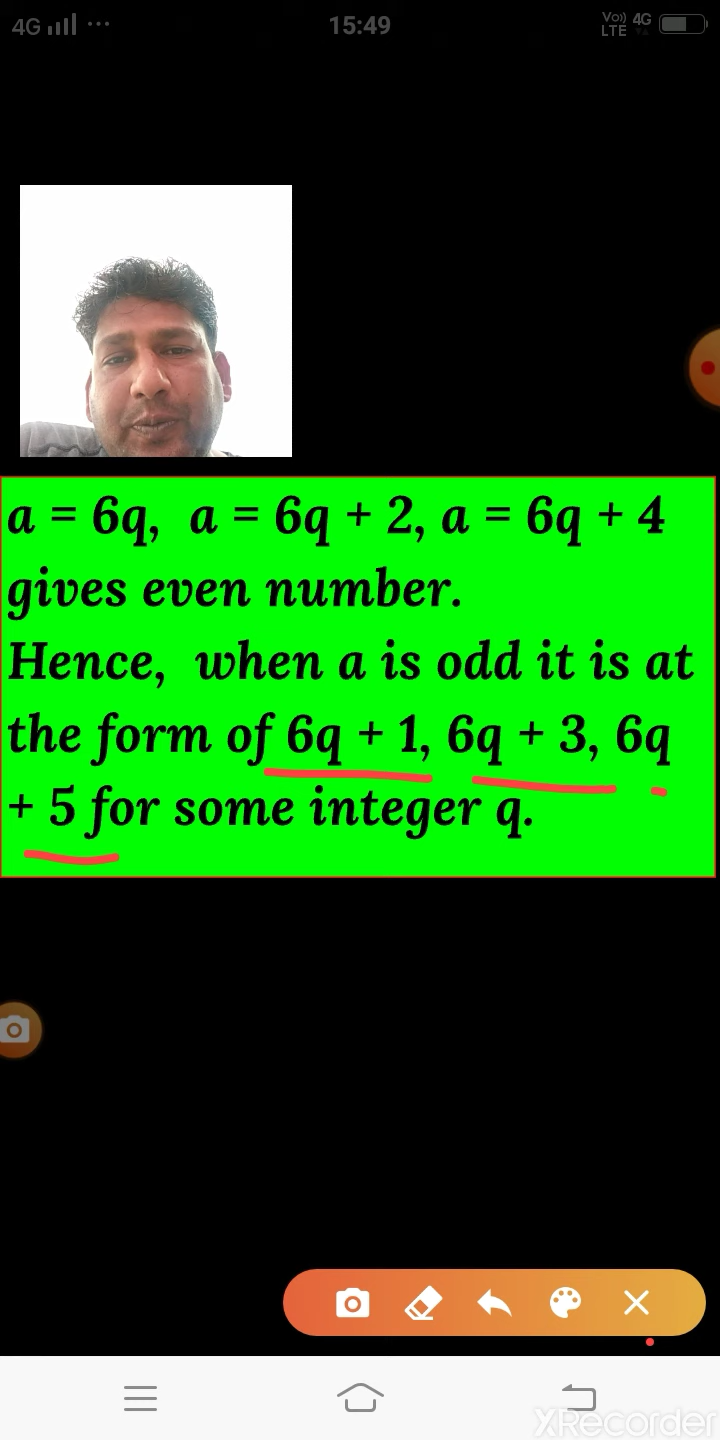 4G ... 15:49 Vo)) LTE 4G
a = 6q, a = 6q + 2, a = 6q + 4
gives even number.
Hence, when a is odd it is at
the form of 6q + 1, 6q + 3, 6q
+ 5 for some integer q.
XRecorder